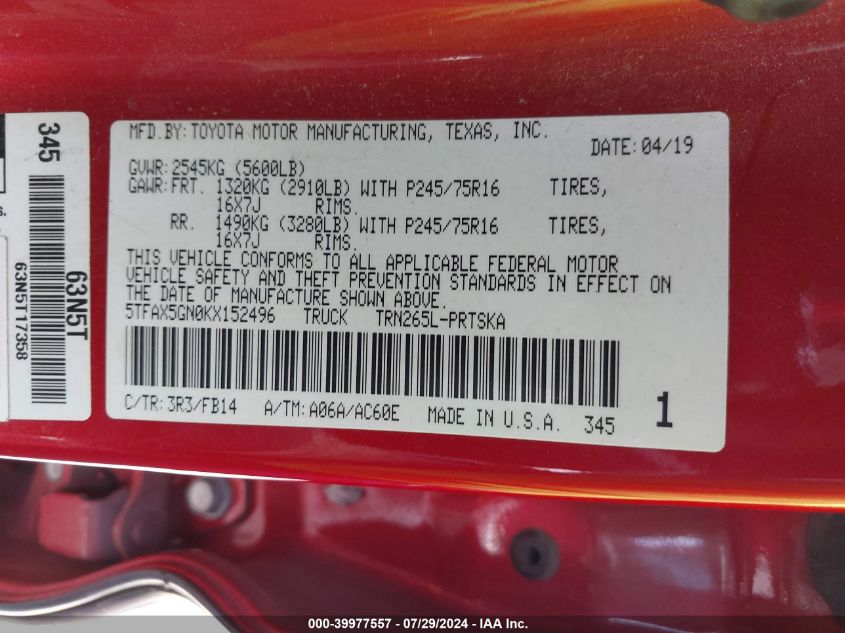 MFD.BY:TOYOTA MOTOR MANUFACTURING, TEXAS, INC.
DATE:04/19
GVWR:2545KG (5600LB)
GAWR:FRT. 1320KG (2910LB) WITH P245/75R16 TIRES,
16X7J RIMS.
RR. 1490KG (3280LB) WITH P245/75R16 TIRES,
16X7J RIMS.
THIS VEHICLE CONFORMS TO ALL APPLICABLE FEDERAL MOTOR
VEHICLE SAFETY AND THEFT PREVENTION STANDARDS IN EFFECT ON
THE DATE OF MANUFACTURE SHOWN ABOVE.
5TFAX5GN0KX152496 TRUCK TRN265L-PRTSKA
C/TR:3R3/FB14 A/TM:A06A/AC60E MADE IN U.S.A. 345
1
345
63N5T
63N5T17358
s.
000-39977557 - 07/29/2024 - IAA Inc.